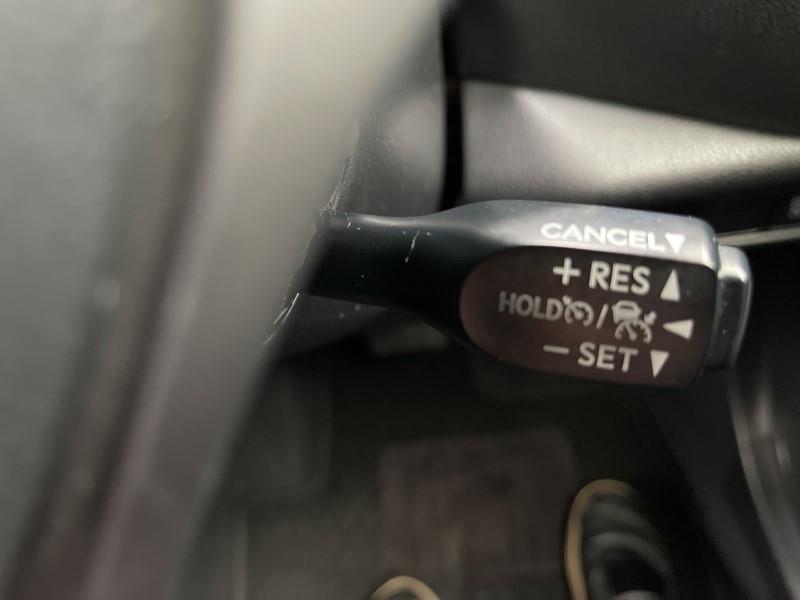 CANCEL▼
+ RES ▲
HOLD / ◀
− SET ▼